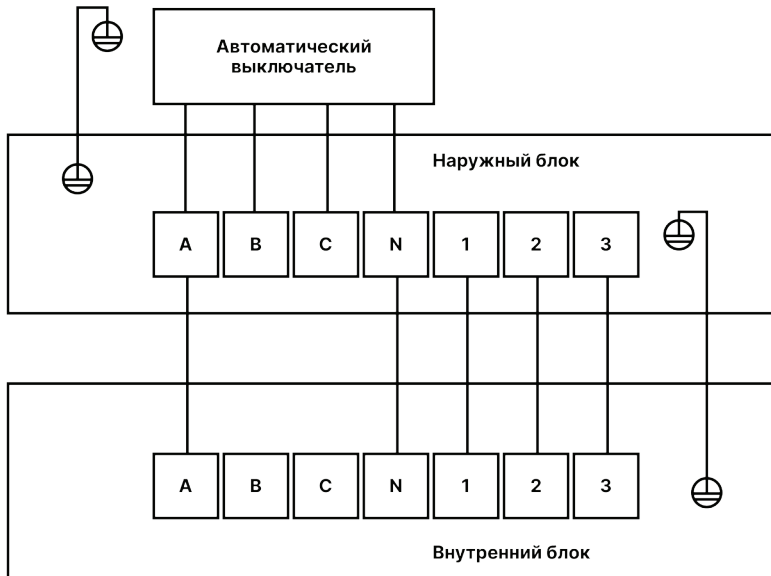 Автоматический
выключатель
Наружный блок
A B C N 1 2 3
A B C N 1 2 3
Внутренний блок